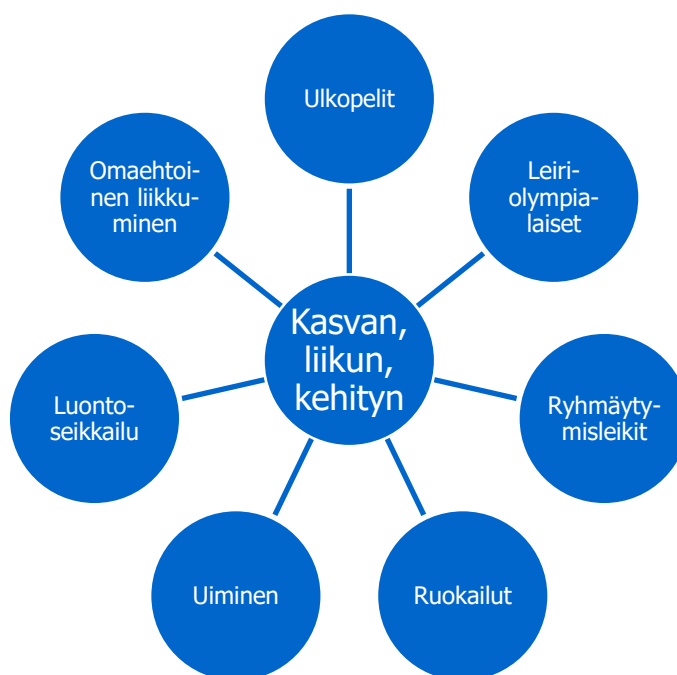 Ulkopelit
Omaehtoi-
nen liikku-
minen
Leiri-
olympia-
laiset
Kasvan,
liikun,
kehityn
Luonto-
seikkailu
Ryhmäyty-
misleikit
Uiminen
Ruokailut